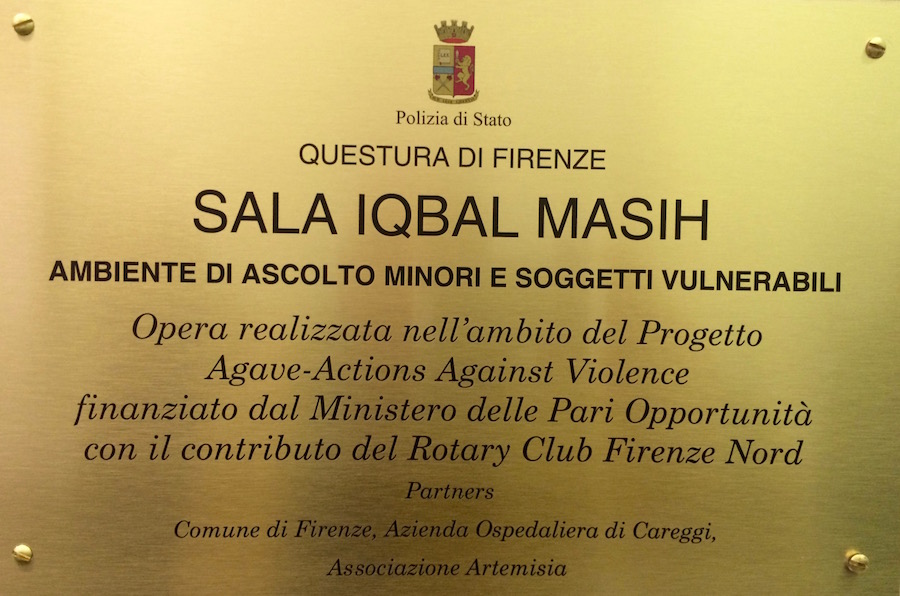 Polizia di Stato
QUESTURA DI FIRENZE
SALA IQBAL MASIH
AMBIENTE DI ASCOLTO MINORI E SOGGETTI VULNERABILI
Opera realizzata nell'ambito del Progetto
Agave-Actions Against Violence
finanziato dal Ministero delle Pari Opportunità
con il contributo del Rotary Club Firenze Nord
Partners
Comune di Firenze, Azienda Ospedaliera di Careggi,
Associazione Artemisia